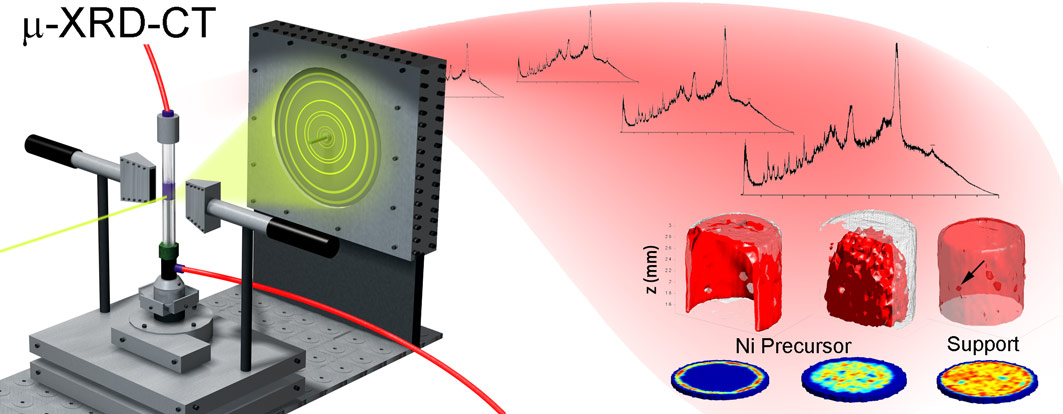 μ-XRD-CT
z (mm)
Ni Precursor
Support